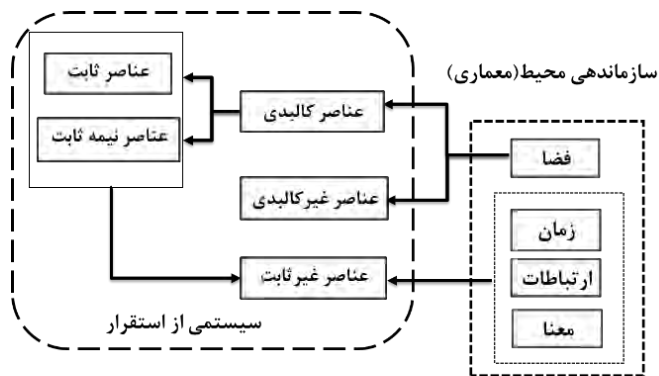 سازماندهی محیط(معماری)
فضا
زمان
ارتباطات
معنا
عناصر کالبدی
عناصر غیرکالبدی
عناصر غیرثابت
عناصر ثابت
عناصر نیمه ثابت
سیستمی از استقرار